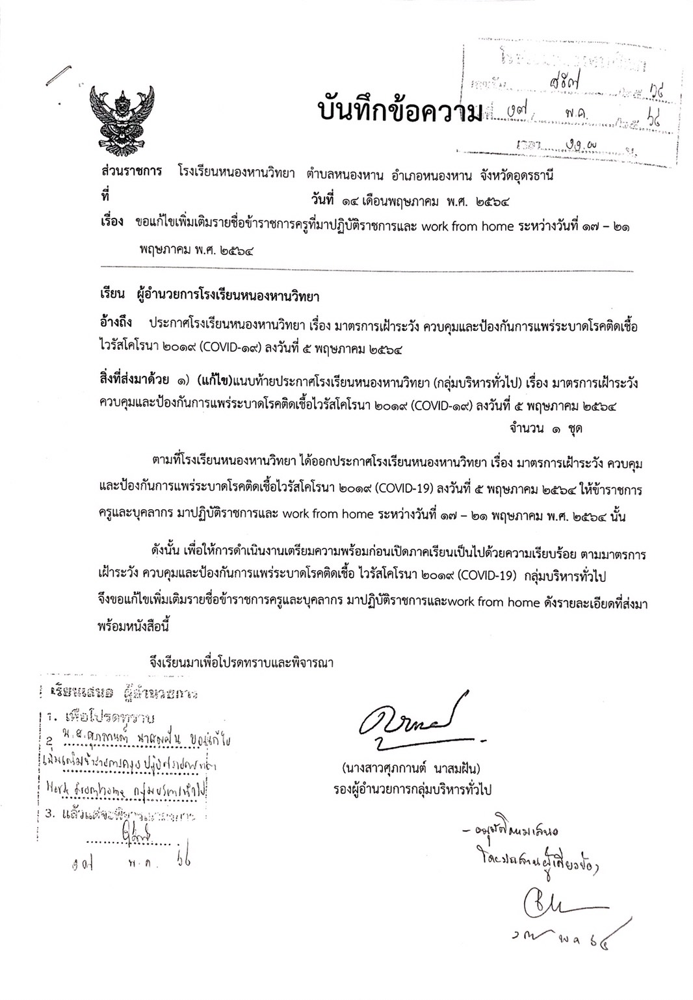 บันทึกข้อความ
๑๗ พ.ค. ๖๔
เวลา ๑๑.๐๐ น.
ส่วนราชการ โรงเรียนหนองหานวิทยา ตำบลหนองหาน อำเภอหนองหาน จังหวัดอุดรธานี
ที่ วันที่ ๑๔ เดือนพฤษภาคม พ.ศ. ๒๕๖๔
เรื่อง ขอแก้ไขเพิ่มเติมรายชื่อข้าราชการครูที่มาปฏิบัติราชการและ work from home ระหว่างวันที่ ๑๗ – ๒๑
พฤษภาคม พ.ศ. ๒๕๖๔
เรียน ผู้อำนวยการโรงเรียนหนองหานวิทยา
อ้างถึง ประกาศโรงเรียนหนองหานวิทยา เรื่อง มาตรการเฝ้าระวัง ควบคุมและป้องกันการแพร่ระบาดโรคติดเชื้อ
ไวรัสโคโรนา ๒๐๑๙ (COVID-๑๙) ลงวันที่ ๕ พฤษภาคม ๒๕๖๔
สิ่งที่ส่งมาด้วย ๑) (แก้ไข)แนบท้ายประกาศโรงเรียนหนองหานวิทยา (กลุ่มบริหารทั่วไป) เรื่อง มาตรการเฝ้าระวัง
ควบคุมและป้องกันการแพร่ระบาดโรคติดเชื้อไวรัสโคโรนา ๒๐๑๙ (COVID-๑๙) ลงวันที่ ๕ พฤษภาคม ๒๕๖๔
จำนวน ๑ ชุด
ตามที่โรงเรียนหนองหานวิทยา ได้ออกประกาศโรงเรียนหนองหานวิทยา เรื่อง มาตรการเฝ้าระวัง ควบคุม
และป้องกันการแพร่ระบาดโรคติดเชื้อไวรัสโคโรนา ๒๐๑๙ (COVID-19) ลงวันที่ ๕ พฤษภาคม ๒๕๖๔ ให้ข้าราชการ
ครูและบุคลากร มาปฏิบัติราชการและ work from home ระหว่างวันที่ ๑๗ – ๒๑ พฤษภาคม พ.ศ. ๒๕๖๔ นั้น
ดังนั้น เพื่อให้การดำเนินงานเตรียมความพร้อมก่อนเปิดภาคเรียนเป็นไปด้วยความเรียบร้อย ตามมาตรการ
เฝ้าระวัง ควบคุมและป้องกันการแพร่ระบาดโรคติดเชื้อ ไวรัสโคโรนา ๒๐๑๙ (COVID-19) กลุ่มบริหารทั่วไป
จึงขอแก้ไขเพิ่มเติมรายชื่อข้าราชการครูและบุคลากร มาปฏิบัติราชการและwork from home ดังรายละเอียดที่ส่งมา
พร้อมหนังสือนี้
จึงเรียนมาเพื่อโปรดทราบและพิจารณา
เรียนเสนอ ผู้อำนวยการ
1. เพื่อโปรดทราบ
2 น.ส.ศุภกานต์ นาสมฝัน ขอแก้ไข
Work from home กลุ่มบริหารทั่วไป
3. แล้วแต่จะพิจารณาสั่งการ
๑๗ พ.ค. ๖๔
(นางสาวศุภกานต์ นาสมฝัน)
รองผู้อำนวยการกลุ่มบริหารทั่วไป
- อนุมัติตามเสนอ
๑๗ พค ๖๔